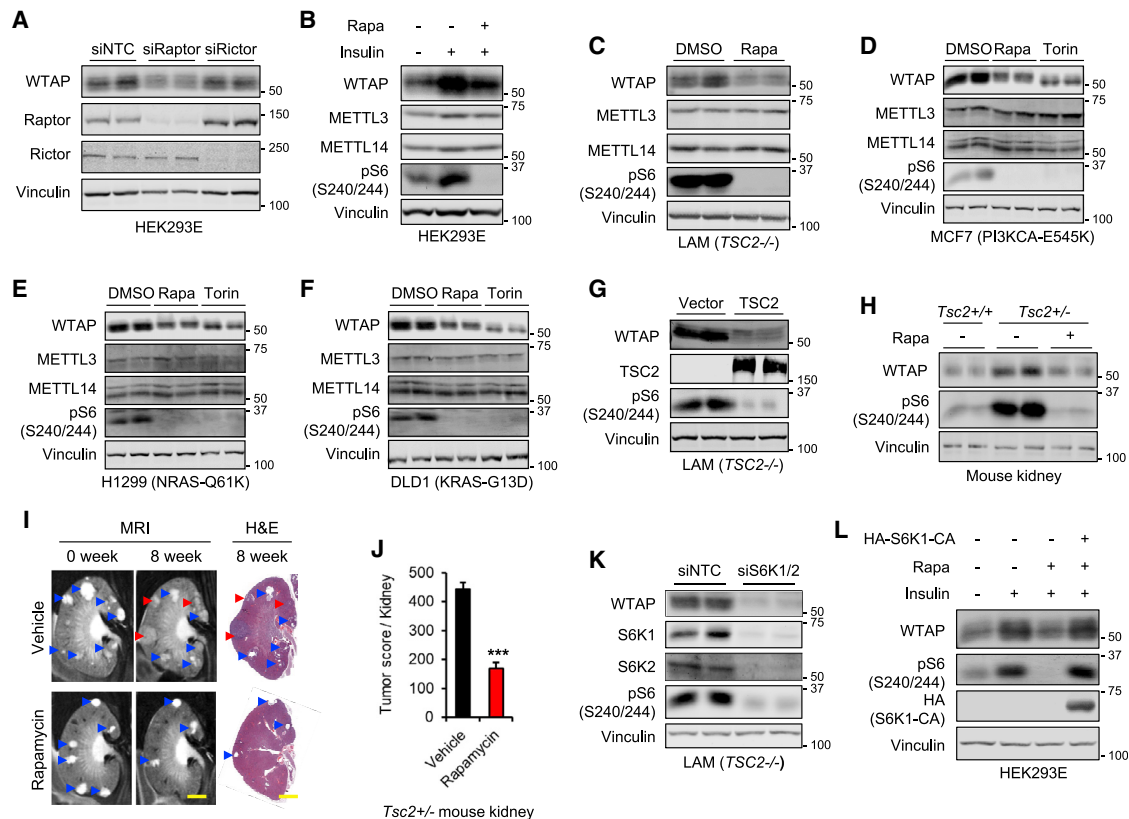 A
siNTC siRaptor siRictor
WTAP
50
Raptor
150
Rictor
250
Vinculin
100
HEK293E
B
Rapa +
Insulin - + +
WTAP
50
METTL3
75
METTL14
50
pS6
(S240/244)
37
Vinculin
100
HEK293E
C
DMSO Rapa
WTAP
50
METTL3
75
METTL14
50
pS6
(S240/244)
37
Vinculin
100
LAM (TSC2-/-)
D
DMSO Rapa Torin
WTAP
50
METTL3
75
METTL14
50
pS6
(S240/244)
37
Vinculin
100
MCF7 (PI3KCA-E545K)
E
DMSO Rapa Torin
WTAP
50
METTL3
75
METTL14
50
pS6
(S240/244)
37
Vinculin
100
H1299 (NRAS-Q61K)
F
DMSO Rapa Torin
WTAP
50
METTL3
75
METTL14
50
pS6
(S240/244)
37
Vinculin
100
DLD1 (KRAS-G13D)
G
Vector TSC2
WTAP
50
TSC2
150
pS6
(S240/244)
37
Vinculin
100
LAM (TSC2-/-)
H
Tsc2+/+ Tsc2+/-
Rapa - - +
WTAP
50
pS6
(S240/244)
37
Vinculin
100
Mouse kidney
I
MRI H&E
0 week 8 week 8 week
Vehicle
Rapamycin
J
Tumor score / Kidney
500
400
300
200
100
0
***
Vehicle
Rapamycin
Tsc2+/- mouse kidney
K
siNTC siS6K1/2
WTAP
50
S6K1
75
S6K2
50
pS6
(S240/244)
37
Vinculin
100
LAM (TSC2-/-)
L
HA-S6K1-CA - - - +
Rapa - - + +
Insulin - + + +
WTAP
50
pS6
(S240/244)
37
HA
(S6K1-CA)
75
Vinculin
100
HEK293E